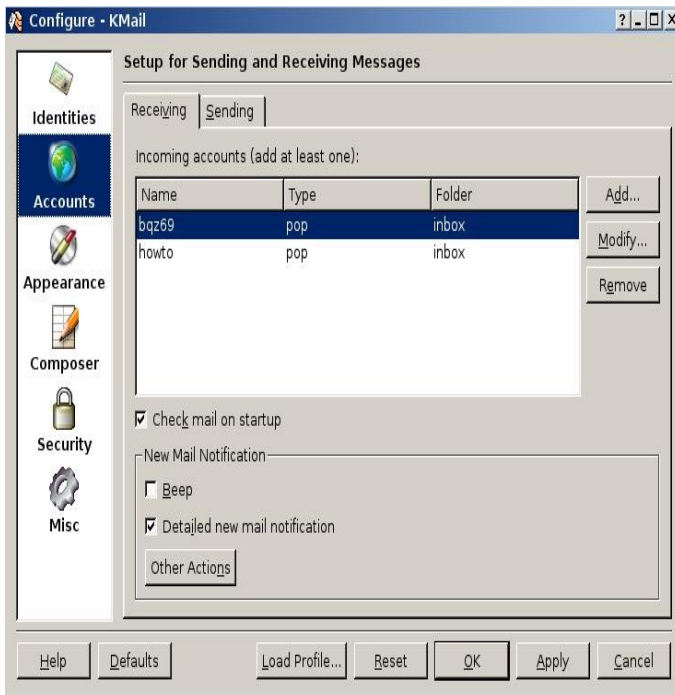 Configure - KMail
Setup for Sending and Receiving Messages
Identities
Accounts
Appearance
Composer
Security
Misc
Receiving Sending
Incoming accounts (add at least one):
Name Type Folder
bqz69 pop inbox
howto pop inbox
Add...
Modify...
Remove
Check mail on startup
New Mail Notification
Beep
Detailed new mail notification
Other Actions
Help Defaults Load Profile... Reset OK Apply Cancel